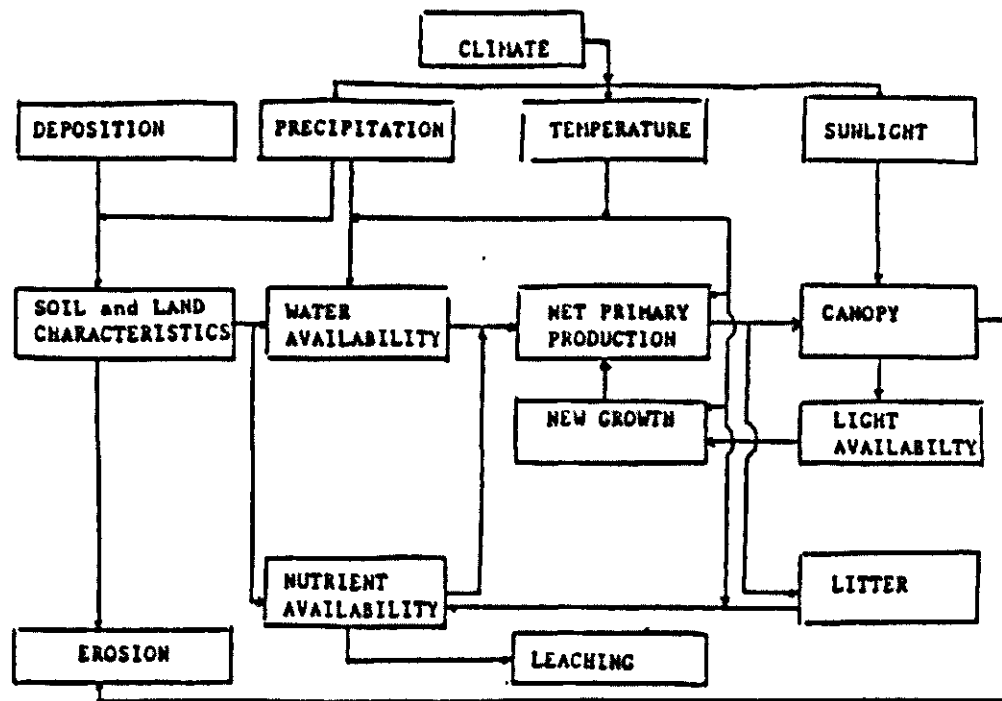 CLIMATE
DEPOSITION
PRECIPITATION
TEMPERATURE
SUNLIGHT
SOIL and LAND
CHARACTERISTICS
WATER
AVAILABILITY
NET PRIMARY
PRODUCTION
CANOPY
NEW GROWTH
LIGHT
AVAILABILTY
NUTRIENT
AVAILABILITY
LITTER
EROSION
LEACHING